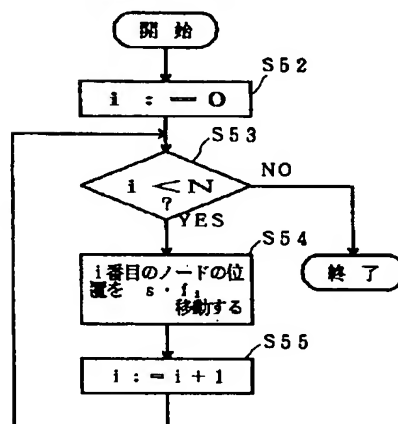 開 始
S52
i : = 0
S53
i < N
?
NO
YES
S54
i番目のノードの位
置を s・f i
移動する
終 了
S55
i : = i + 1